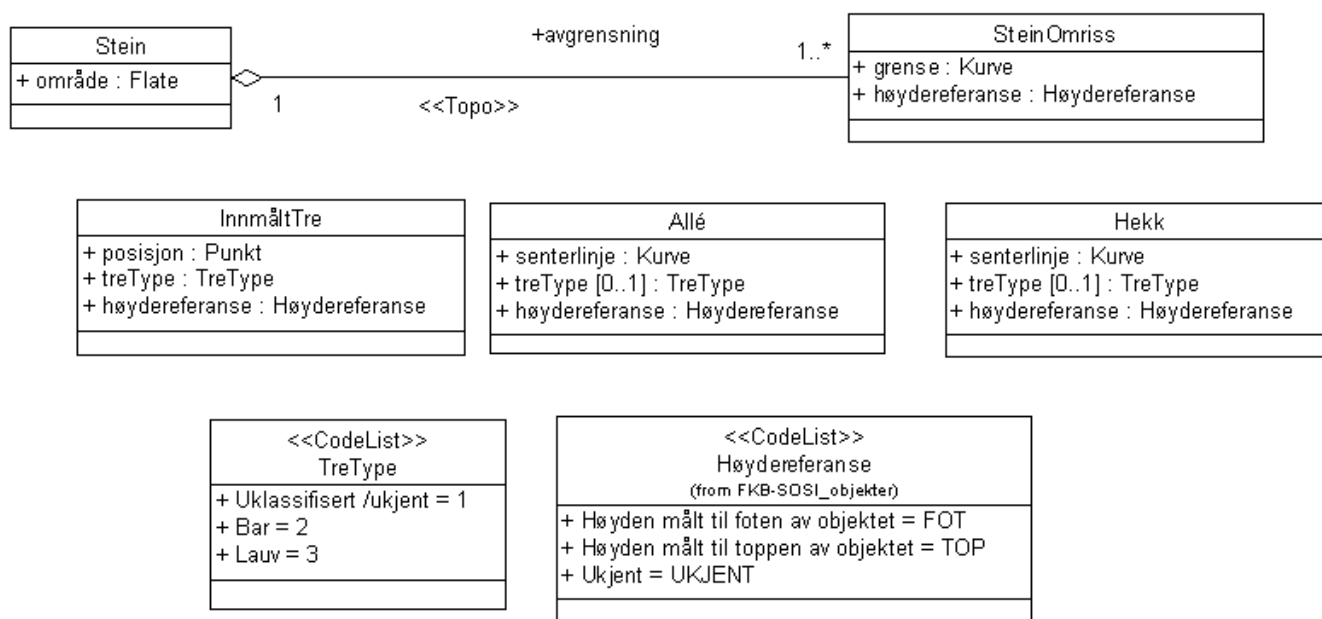 Stein
+ område : Flate
+avgrensning
1..*
1
<<Topo>>
SteinOmriss
+ grense : Kurve
+ høydereferanse : Høydereferanse
InnmåltTre
+ posisjon : Punkt
+ treType : TreType
+ høydereferanse : Høydereferanse
Allé
+ senterlinje : Kurve
+ treType [0..1] : TreType
+ høydereferanse : Høydereferanse
Hekk
+ senterlinje : Kurve
+ treType [0..1] : TreType
+ høydereferanse : Høydereferanse
<<CodeList>>
TreType
+ Uklassifisert /ukjent = 1
+ Bar = 2
+ Lauv = 3
<<CodeList>>
Høydereferanse
(from FKB-SOSI_objekter)
+ Høyden målt til foten av objektet = FOT
+ Høyden målt til toppen av objektet = TOP
+ Ukjent = UKJENT